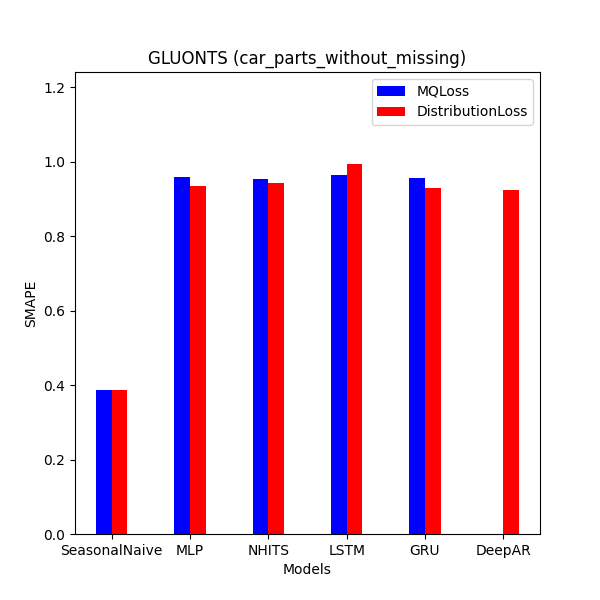 GLUONTS (car_parts_without_missing)
MQLoss
DistributionLoss
1.2
1.0
0.8
0.6
0.4
0.2
0.0
SMAPE
SeasonalNaive MLP NHITS LSTM GRU DeepAR
Models